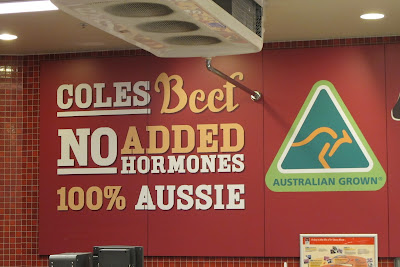 COLES Beef
NO ADDED
HORMONES
100% AUSSIE
AUSTRALIAN GROWN